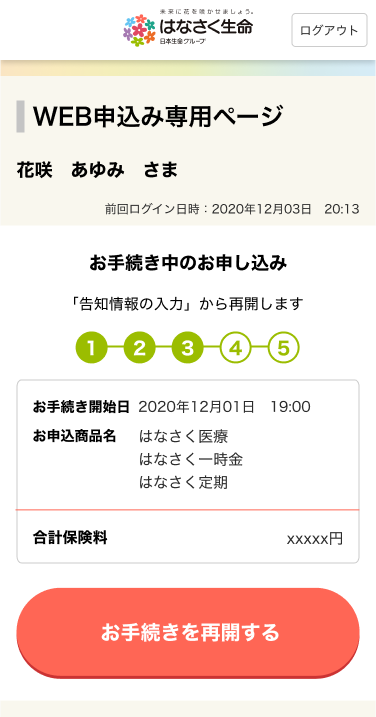 未来に花を咲かせましょう。
はなさく生命
日本生命グループ
ログアウト
WEB申込み専用ページ
花咲　あゆみ　さま
前回ログイン日時：2020年12月03日　20:13
お手続き中のお申し込み
「告知情報の入力」から再開します
1 2 3 4 5
お手続き開始日 2020年12月01日　19:00
お申込商品名 はなさく医療
はなさく一時金
はなさく定期
合計保険料 xxxxx円
お手続きを再開する